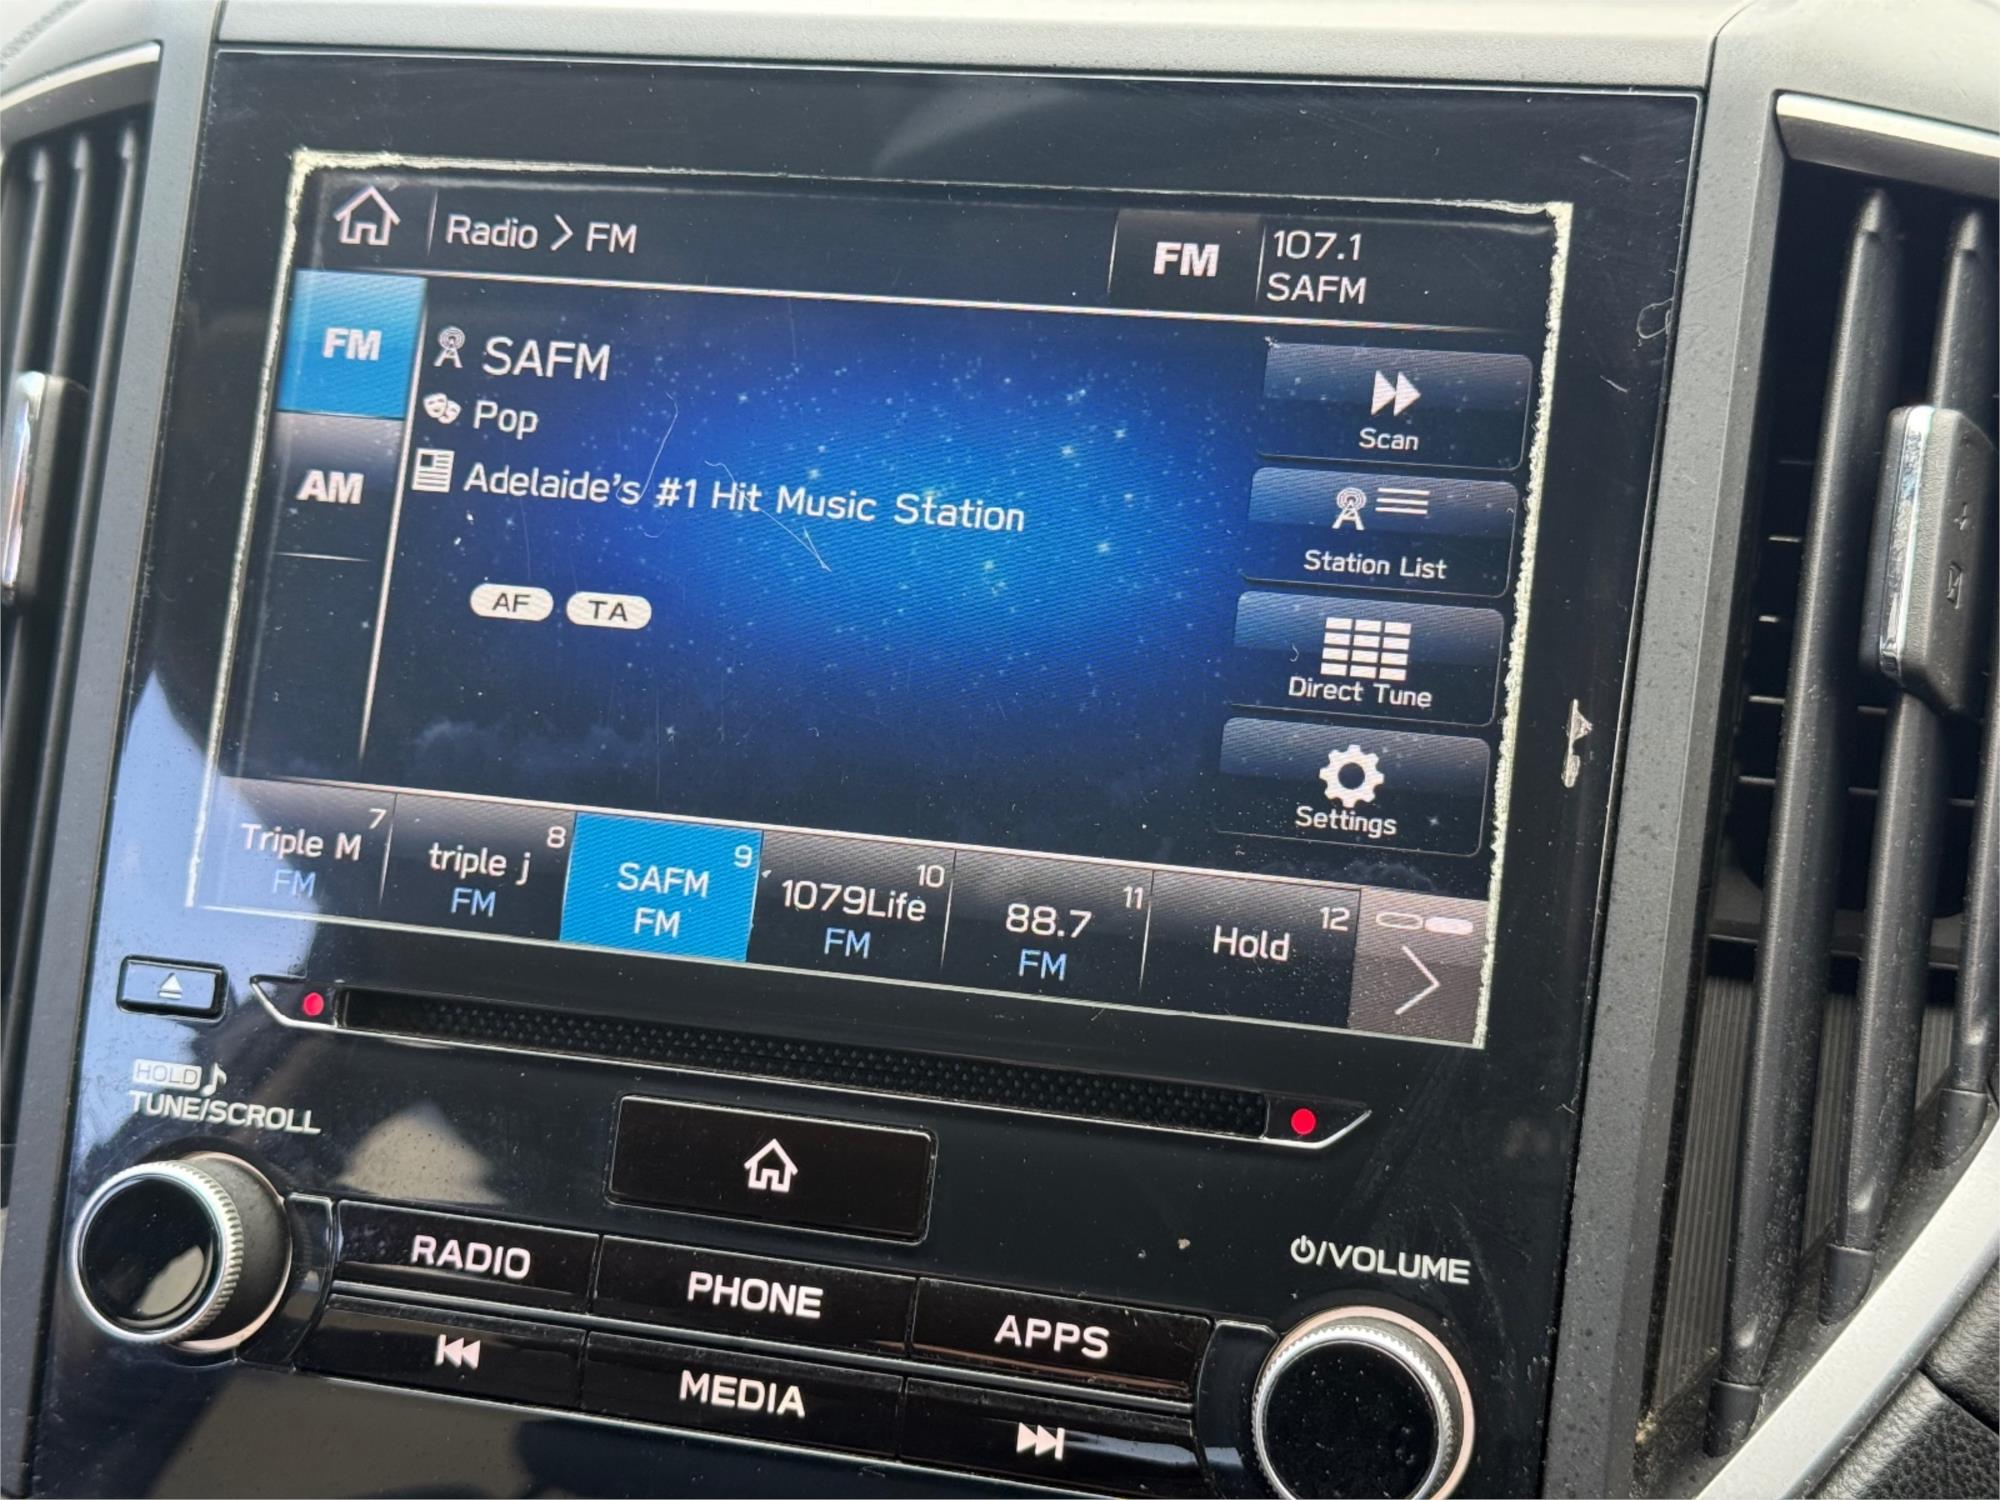 Radio > FM
FM
107.1
SAFM
FM
SAFM
Pop
Adelaide's #1 Hit Music Station
AM
AF
TA
Scan
Station List
Direct Tune
Settings
7
Triple M
FM
8
triple j
FM
9
SAFM
FM
10
1079Life
FM
11
88.7
FM
12
Hold
HOLD
TUNE/SCROLL
RADIO
PHONE
APPS
MEDIA
/VOLUME